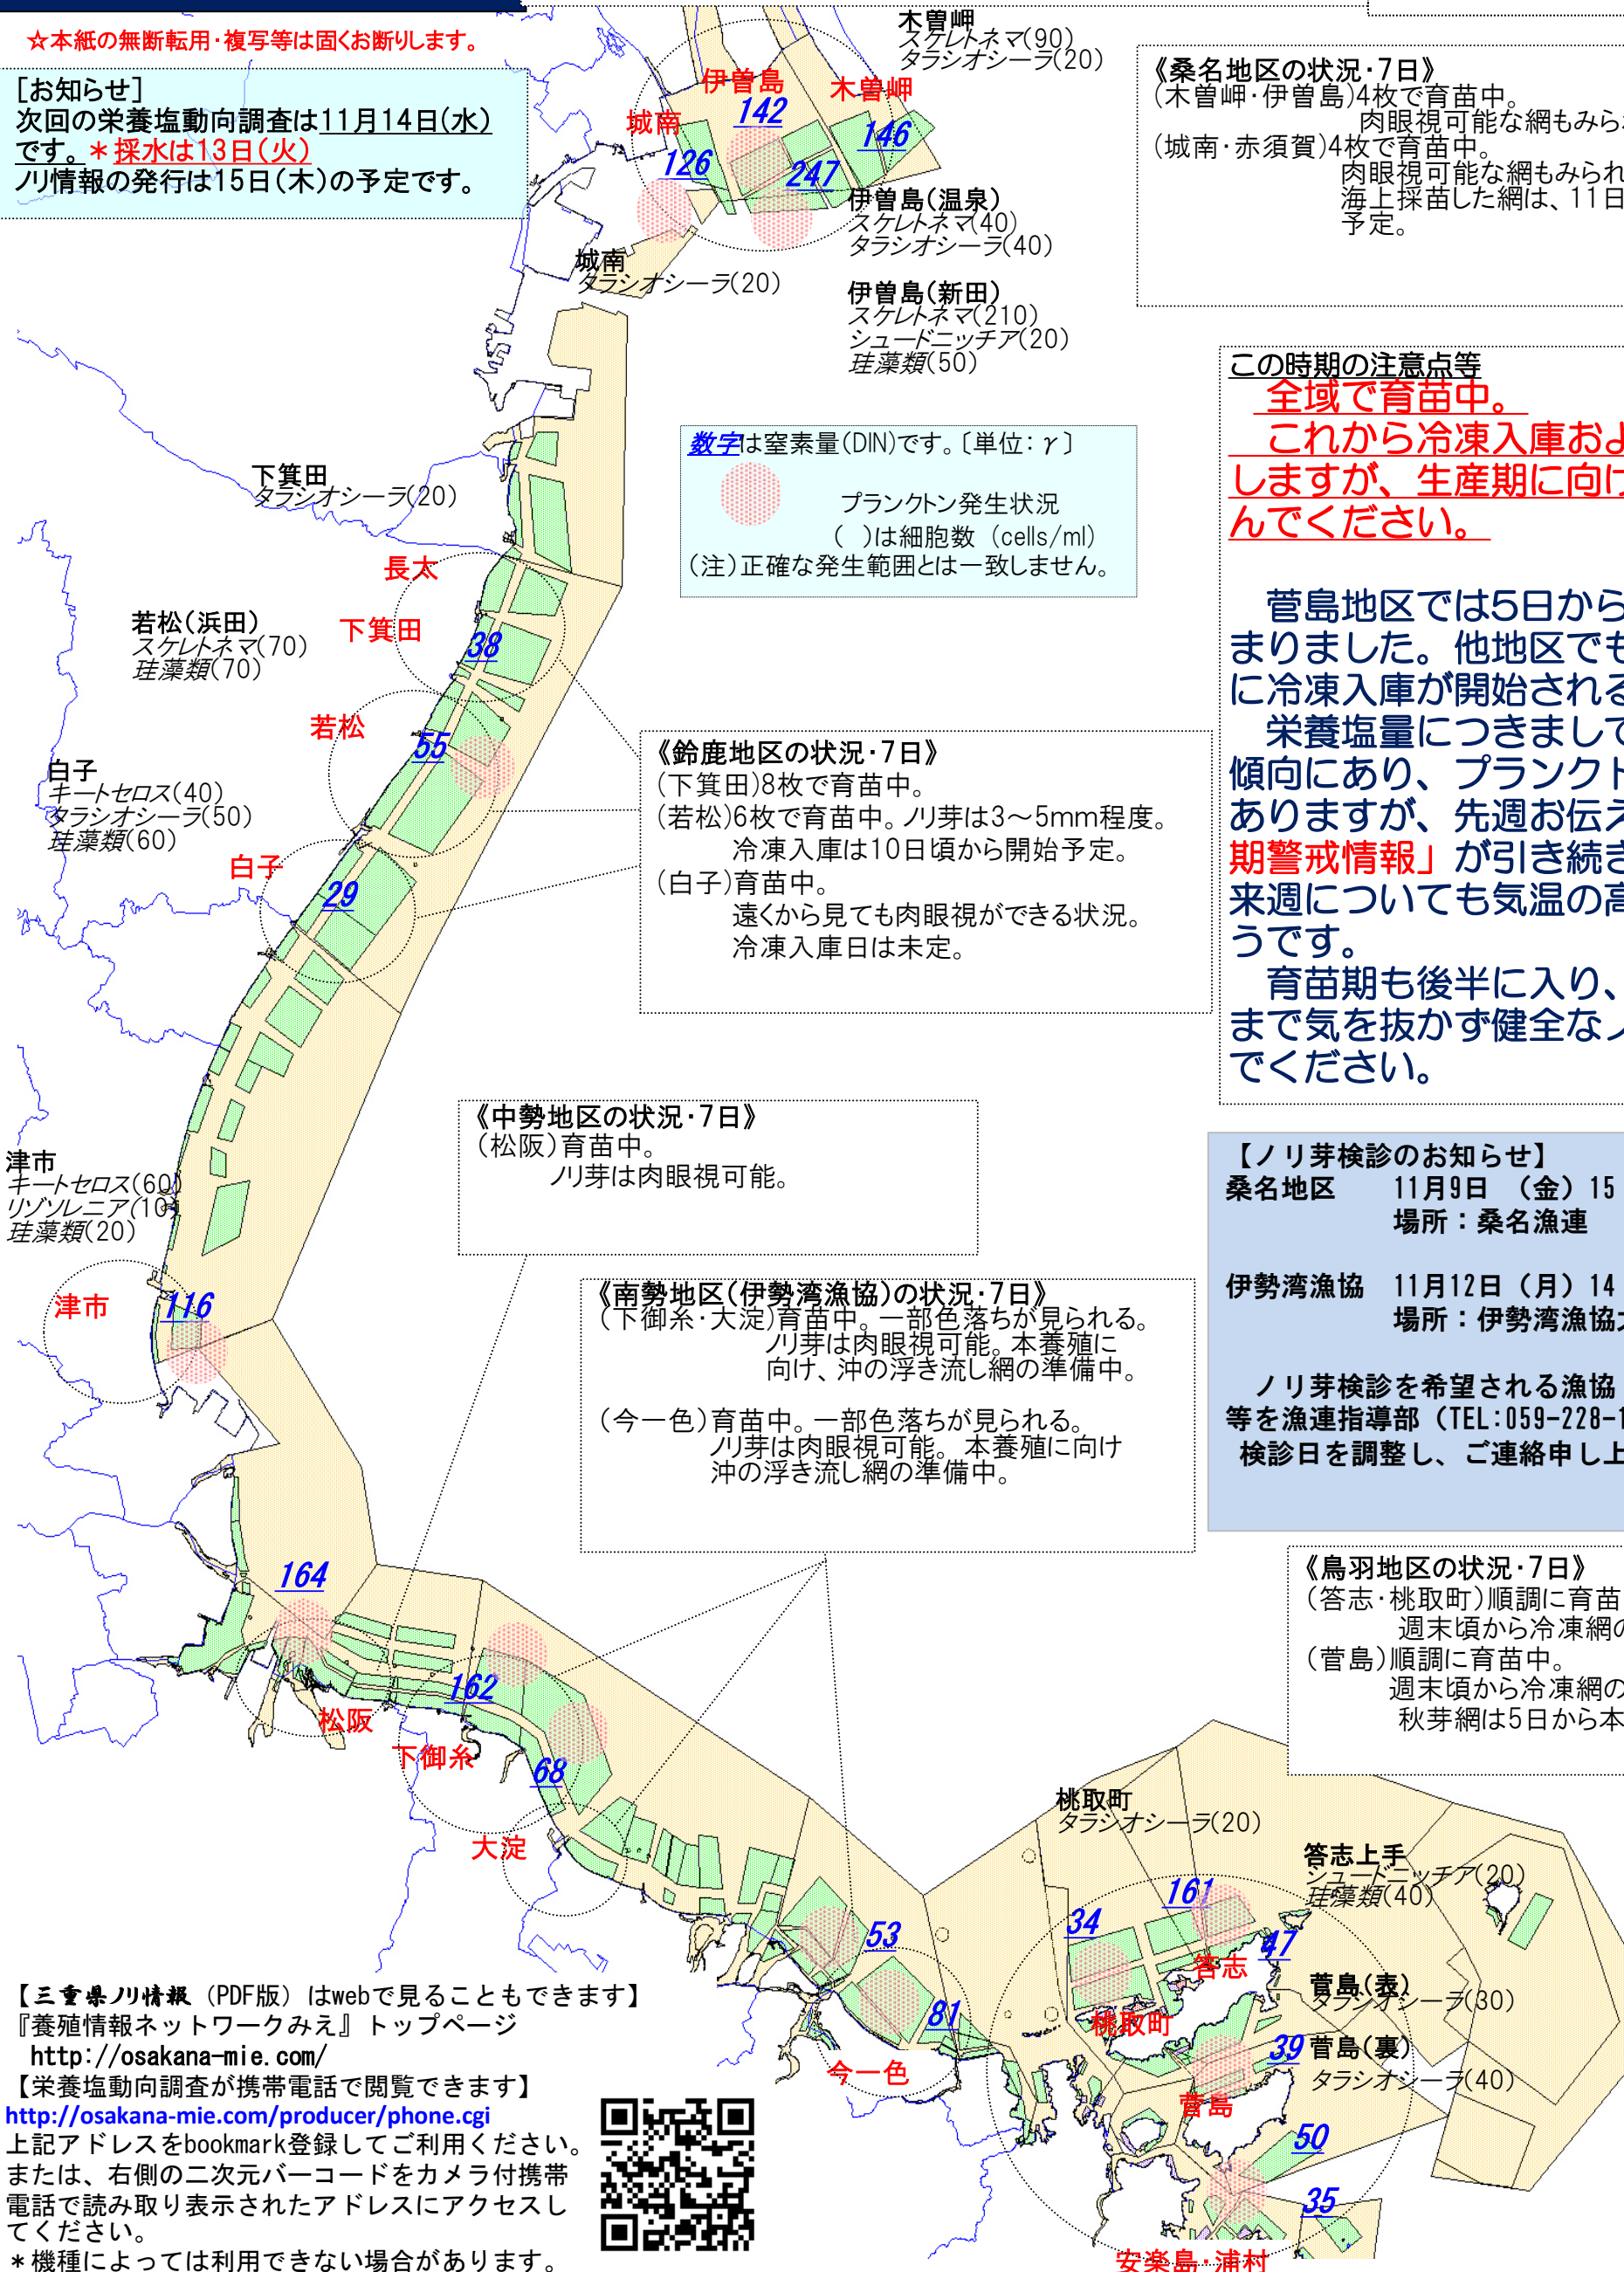 ☆本紙の無断転用・複写等は固くお断りします。
[お知らせ]
次回の栄養塩動向調査は11月14日(水)
です。＊採水は13日(火)
ノリ情報の発行は15日(木)の予定です。
木曽岬
スケレトネマ(90)
タラシオシーラ(20)
伊曽島
142
木曽岬
146
城南
126
247
伊曽島(温泉)
スケレトネマ(40)
タラシオシーラ(40)
城南
タラシオシーラ(20)
伊曽島(新田)
スケレトネマ(210)
シュードニッチア(20)
珪藻類(50)
《桑名地区の状況・7日》
(木曽岬・伊曽島)4枚で育苗中。
肉眼視可能な網もみら
(城南・赤須賀)4枚で育苗中。
肉眼視可能な網もみられ
海上採苗した網は、11日
予定。
数字は窒素量(DIN)です。〔単位：γ〕
プランクトン発生状況
( )は細胞数 (cells/ml)
(注)正確な発生範囲とは一致しません。
この時期の注意点等
全域で育苗中。
これから冷凍入庫およ
しますが、生産期に向け
んでください。
菅島地区では5日から
まりました。他地区でも
に冷凍入庫が開始される
栄養塩量につきまして
傾向にあり、プランクト
ありますが、先週お伝え
期警戒情報」が引き続き
来週についても気温の高
うです。
育苗期も後半に入り、
まで気を抜かず健全なノ
でください。
下箕田
タラシオシーラ(20)
長太
下箕田
38
若松(浜田)
スケレトネマ(70)
珪藻類(70)
若松
55
白子
キートセロス(40)
タラシオシーラ(50)
珪藻類(60)
白子
29
《鈴鹿地区の状況・7日》
(下箕田)8枚で育苗中。
(若松)6枚で育苗中。ノリ芽は3～5mm程度。
冷凍入庫は10日頃から開始予定。
(白子)育苗中。
遠くから見ても肉眼視ができる状況。
冷凍入庫日は未定。
《中勢地区の状況・7日》
(松阪)育苗中。
ノリ芽は肉眼視可能。
津市
キートセロス(60)
リゾソレニア(10)
珪藻類(20)
津市
116
【ノリ芽検診のお知らせ】
桑名地区 11月9日 （金）15
場所：桑名漁連
伊勢湾漁協 11月12日（月）14
場所：伊勢湾漁協
ノリ芽検診を希望される漁協
等を漁連指導部（TEL:059-228-1
検診日を調整し、ご連絡申し上
《南勢地区(伊勢湾漁協)の状況・7日》
(下御糸・大淀)育苗中。一部色落ちが見られる。
ノリ芽は肉眼視可能。本養殖に
向け、沖の浮き流し網の準備中。
(今一色)育苗中。一部色落ちが見られる。
ノリ芽は肉眼視可能。本養殖に向け
沖の浮き流し網の準備中。
《鳥羽地区の状況・7日》
(答志・桃取町)順調に育苗
週末頃から冷凍網の
(菅島)順調に育苗中。
週末頃から冷凍網の
秋芽網は5日から本
164
松阪
162
下御糸
68
大淀
53
今一色
81
桃取町
タラシオシーラ(20)
答志上手
シュードニッチア(20)
珪藻類(40)
161
34
47
答志
桃取町
菅島(表)
タラシオシーラ(30)
39
菅島(裏)
タラシオシーラ(40)
菅島
50
35
安楽島・浦村
【三重県ノリ情報（PDF版）はwebで見ることもできます】
『養殖情報ネットワークみえ』トップページ
http://osakana-mie.com/
【栄養塩動向調査が携帯電話で閲覧できます】
http://osakana-mie.com/producer/phone.cgi
上記アドレスをbookmark登録してご利用ください。
または、右側の二次元バーコードをカメラ付携帯
電話で読み取り表示されたアドレスにアクセスし
てください。
＊機種によっては利用できない場合があります。